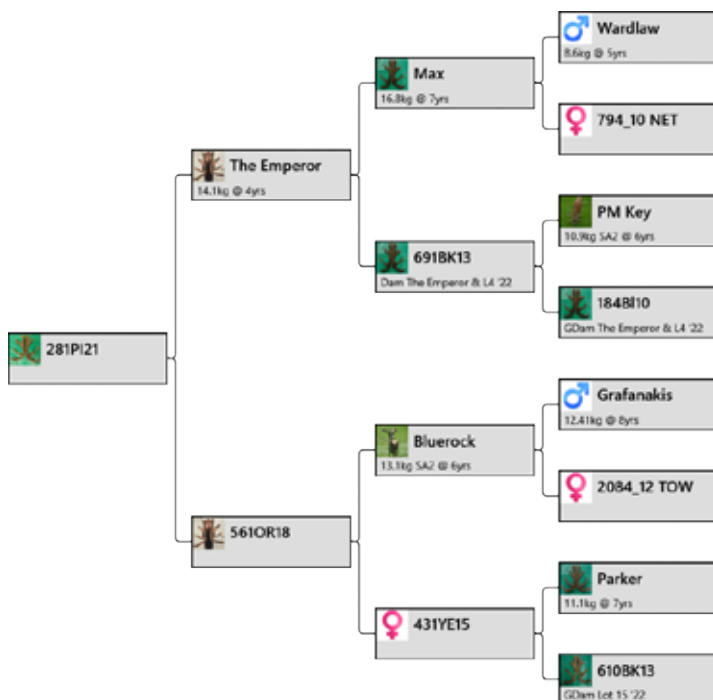 Wardlaw
8.6kg @ 5yrs
Max
16.8kg @ 7yrs
794_10 NET
The Emperor
14.1kg @ 4yrs
PM Key
10.9kg SA2 @ 6yrs
691BK13
Dam The Emperor & L4 '22
184Bl10
GDam The Emperor & L4 '22
281PI21
Grafanakis
12.41kg @ 8yrs
Bluerock
13.1kg SA2 @ 6yrs
2084_12 TOW
561OR18
Parker
11.1kg @ 7yrs
431YE15
610BK13
GDam Lot 15 '22